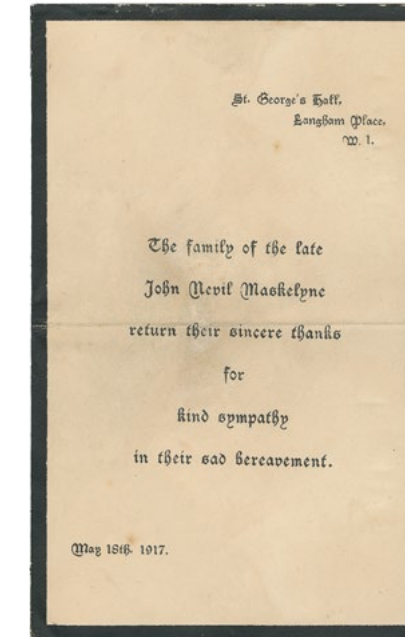 St. George's Hall,
Langham Place,
W. 1.
The family of the late
John Nevil Maskelyne
return their sincere thanks
for
kind sympathy
in their sad bereavement.
May 18th. 1917.